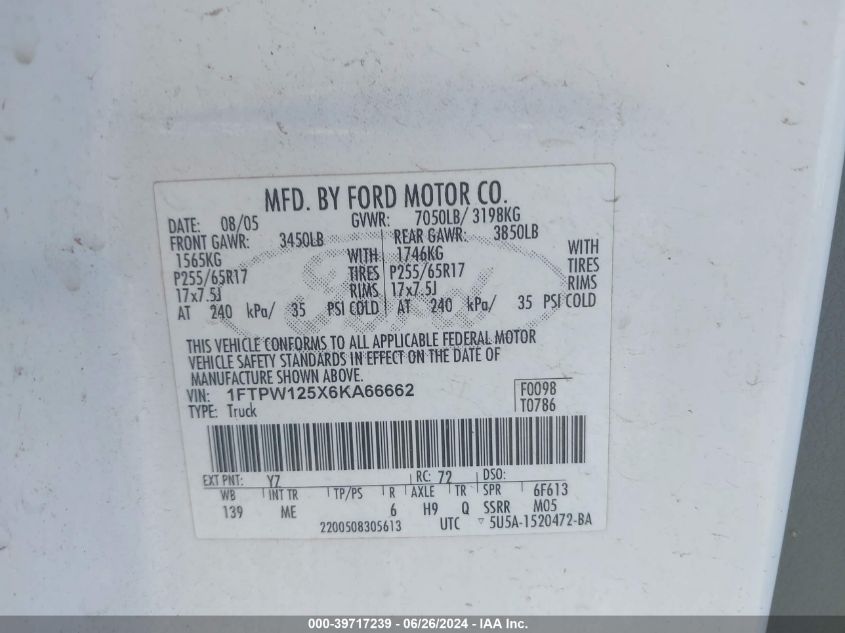 MFD. BY FORD MOTOR CO.
DATE: 08/05 GVWR: 7050LB/ 3198KG
FRONT GAWR: 3450LB REAR GAWR: 3850LB
1565KG WITH 1746KG WITH
P255/65R17 TIRES P255/65R17 TIRES
17x7.5J RIMS 17x7.5J RIMS
AT 240 kPa/ 35 PSI COLD AT 240 kPa/ 35 PSI COLD
Ford
THIS VEHICLE CONFORMS TO ALL APPLICABLE FEDERAL MOTOR
VEHICLE SAFETY STANDARDS IN EFFECT ON THE DATE OF
MANUFACTURE SHOWN ABOVE.
VIN: 1FTPW125X6KA66662 F0098
TYPE: Truck T0786
EXT PNT: YZ RC: 72 DSO:
WB INT TR TP/PS R AXLE TR SPR 6F613
139 ME 6 H9 Q SSRR M05
2200508305613 UTC 5U5A-1520472-BA
000-39717239 - 06/26/2024 - IAA Inc.